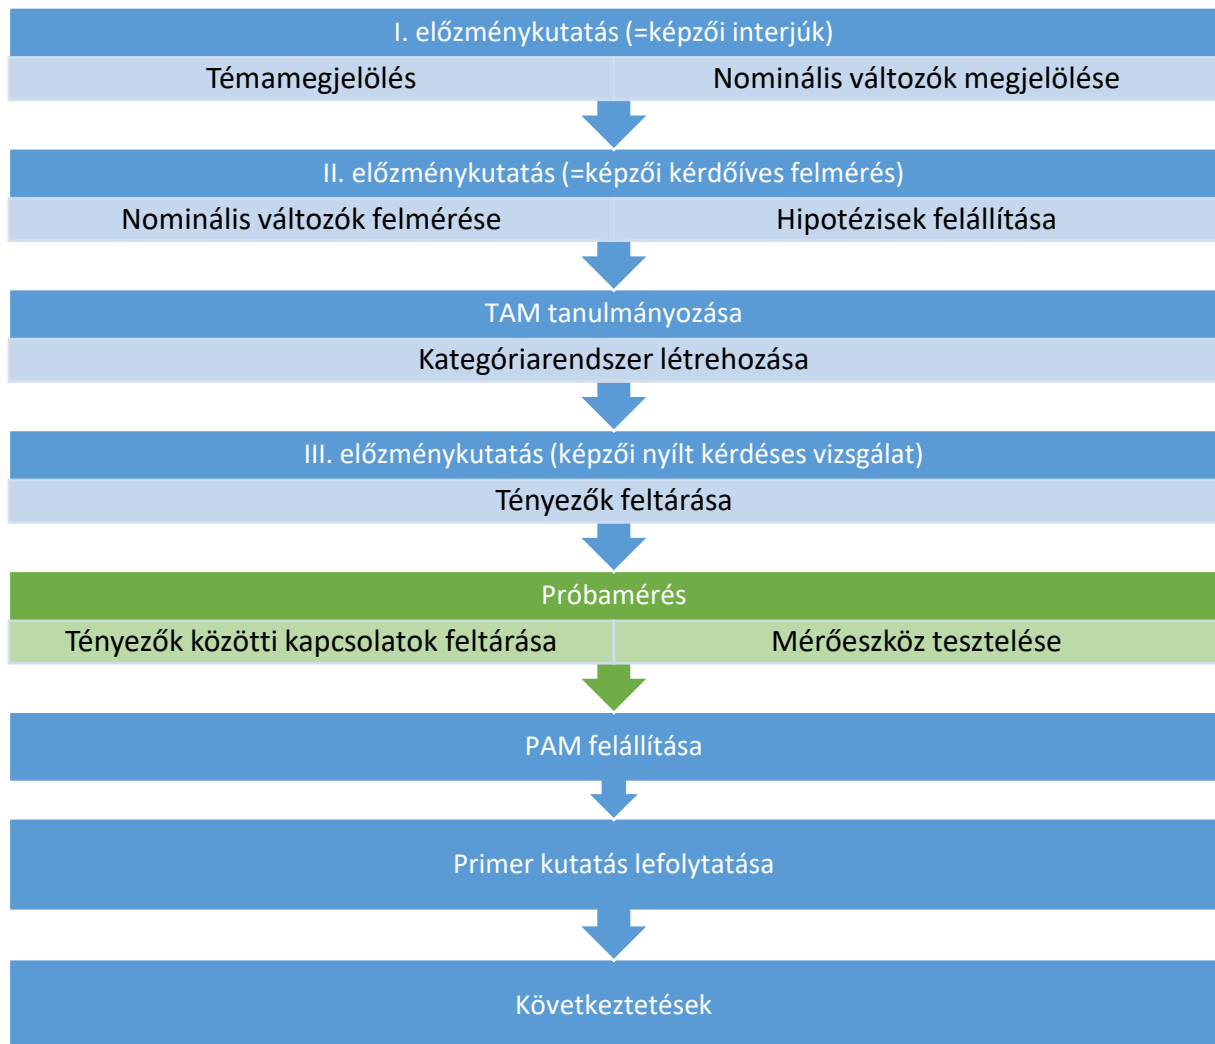 I. előzménykutatás (=képzői interjúk)
Témamegjelölés
Nominális változók megjelölése
II. előzménykutatás (=képzői kérdőíves felmérés)
Nominális változók felmérése
Hipotézisek felállítása
TAM tanulmányozása
Kategóriarendszer létrehozása
III. előzménykutatás (képzői nyílt kérdéses vizsgálat)
Tényezők feltárása
Próbamérés
Tényezők közötti kapcsolatok feltárása
Mérőeszköz tesztelése
PAM felállítása
Primer kutatás lefolytatása
Következtetések